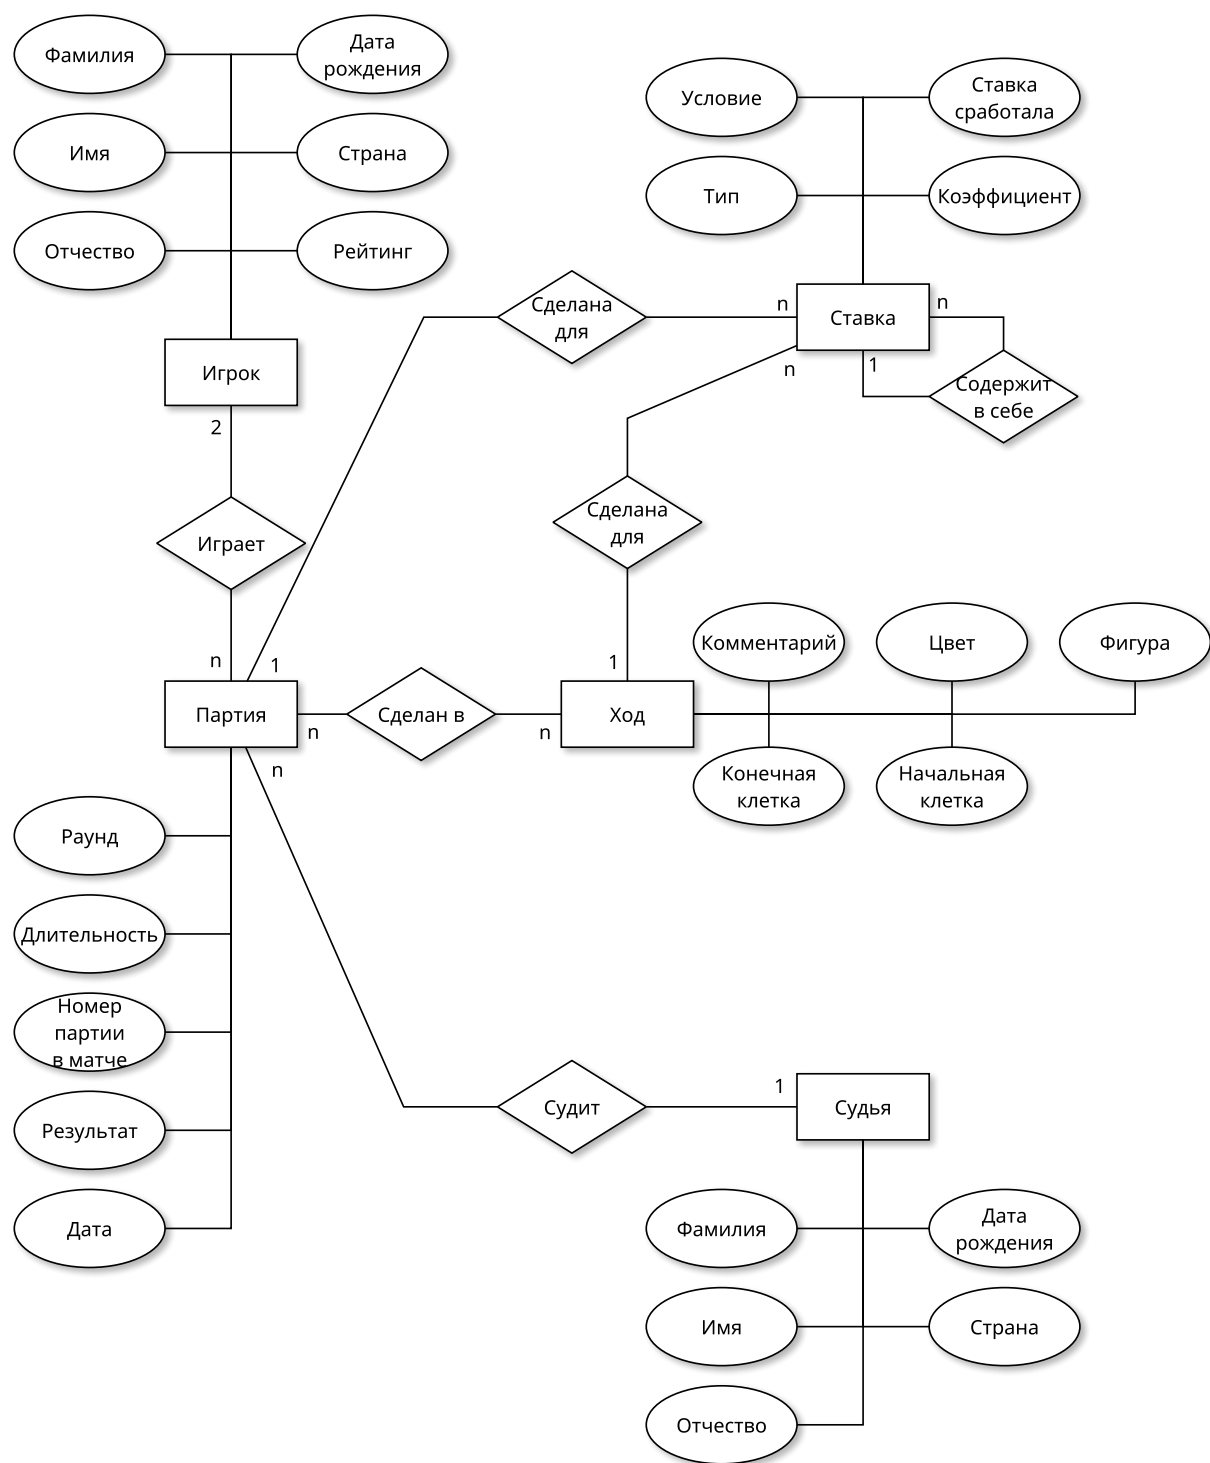 Фамилия
Дата
рождения
Имя
Страна
Отчество
Рейтинг
Условие
Ставка
сработала
Тип
Коэффициент
Сделана
для
n
Ставка
n
1
n
Содержит
в себе
Игрок
2
Играет
Сделана
для
n
1
1
Комментарий
Цвет
Фигура
Партия
n
Сделан в
n
Ход
n
Конечная
клетка
Начальная
клетка
Раунд
Длительность
Номер
партии
в матче
Результат
Дата
Судит
1
Судья
Фамилия
Дата
рождения
Имя
Страна
Отчество